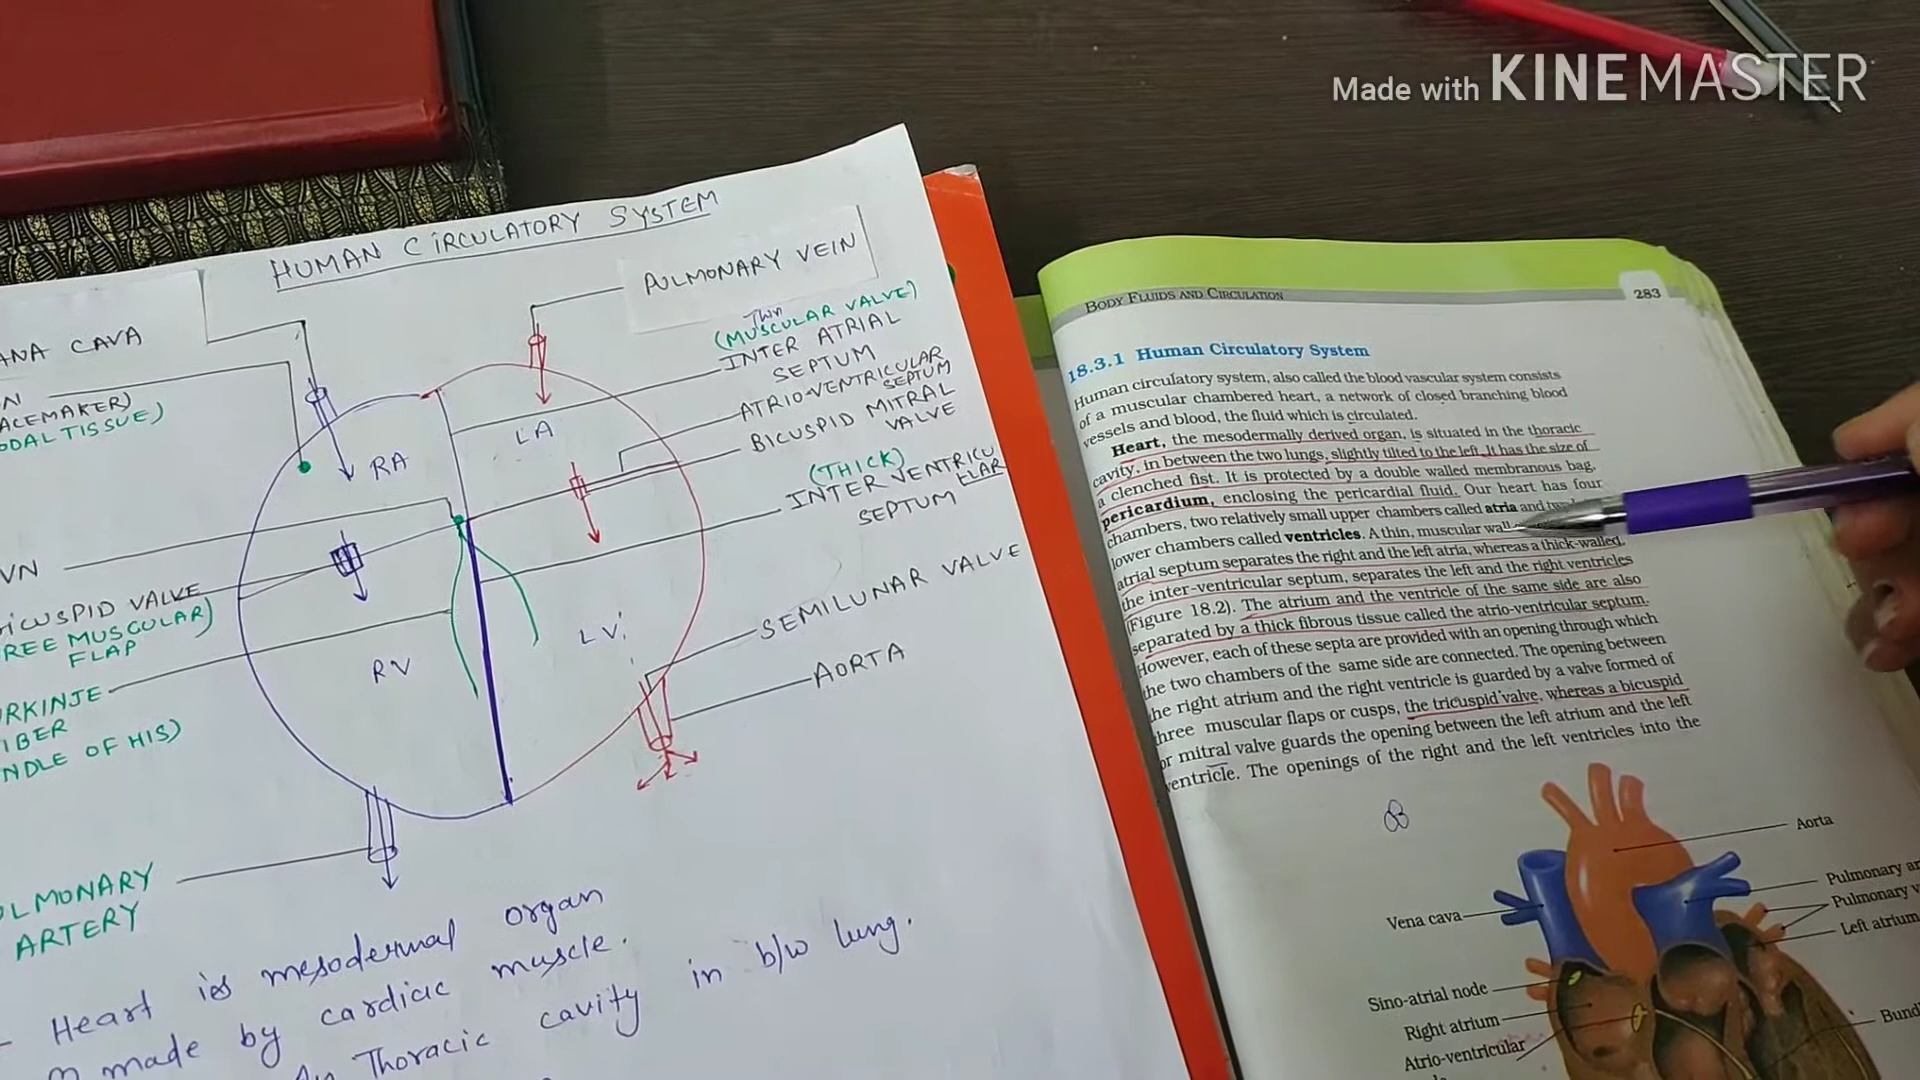 Made with KINEMASTER
HUMAN CIRCULATORY SYSTEM
ANA CAVA
N
ACEMAKER)
ODAL TISSUE)
VN
ICUSPID VALVE
REE MUSCULAR)
FLAP
RKINJE
IBER
NDLE OF HIS)
LMONARY
ARTERY
RA
LA
RV
LV
PULMONARY VEIN
Thin
(MUSCULAR VALVE)
INTER ATRIAL
SEPTUM
ATRIO-VENTRICULAR
SEPTUM
BICUSPID MITRAL
VALVE
(THICK)
INTER VENTRICU
LAR
SEPTUM
SEMILUNAR VALVE
AORTA
Heart is mesodermal organ
made by cardiac muscle.
Thoracic cavity in b/w lung.
BODY FLUIDS AND CIRCULATION
283
18.3.1 Human Circulatory System
Human circulatory system, also called the blood vascular system consists
of a muscular chambered heart, a network of closed branching blood
vessels and blood, the fluid which is circulated.
Heart, the mesodermally derived organ, is situated in the thoracic
cavity, in between the two lungs, slightly tilted to the left. It has the size of
a clenched fist. It is protected by a double walled membranous bag,
pericardium, enclosing the pericardial fluid. Our heart has four
chambers, two relatively small upper chambers called atria and two
lower chambers called ventricles. A thin, muscular wall
atrial septum separates the right and the left atria, whereas a thick-walled,
the inter-ventricular septum, separates the left and the right ventricles
(Figure 18.2). The atrium and the ventricle of the same side are also
separated by a thick fibrous tissue called the atrio-ventricular septum.
However, each of these septa are provided with an opening through which
the two chambers of the same side are connected. The opening between
he right atrium and the right ventricle is guarded by a valve formed of
hree muscular flaps or cusps, the tricuspid valve, whereas a bicuspid
or mitral valve guards the opening between the left atrium and the left
ventricle. The openings of the right and the left ventricles into the
Aorta
Pulmonary ar
Pulmonary v
Left atrium
Vena cava
Sino-atrial node
Right atrium
Atrio-ventricular
Bund